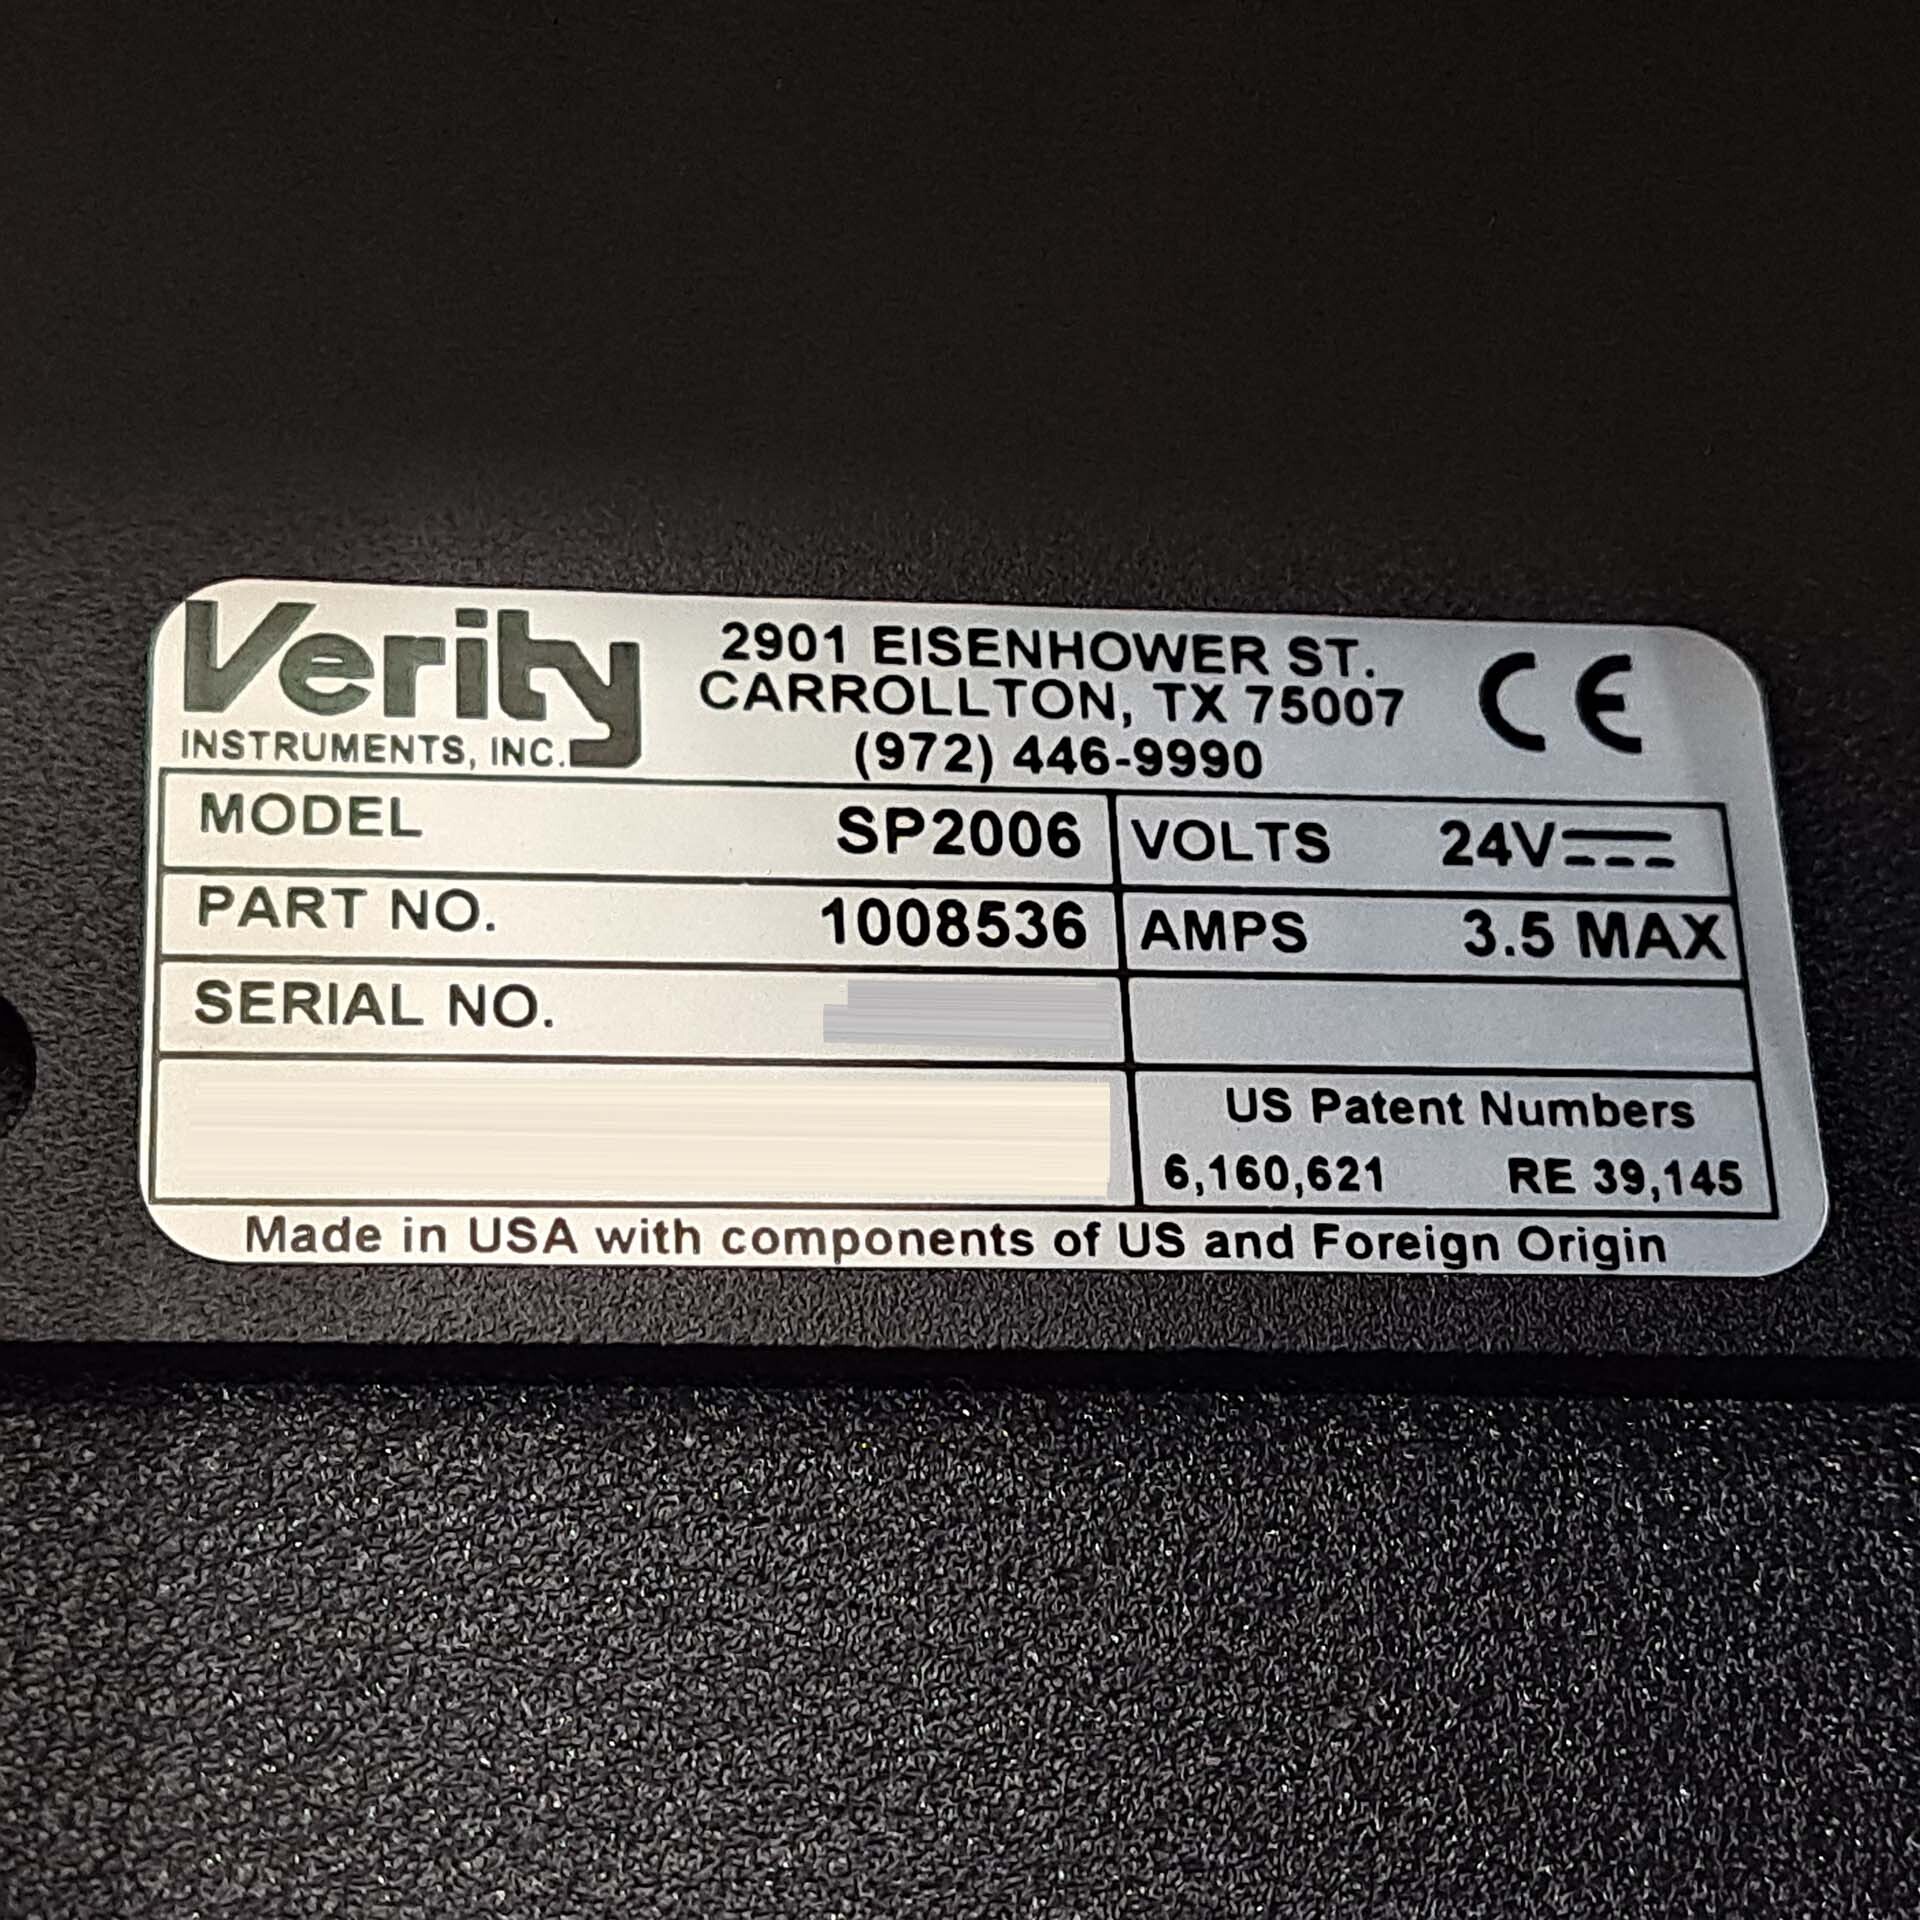 Verity
INSTRUMENTS, INC.
2901 EISENHOWER ST.
CARROLLTON, TX 75007
(972) 446-9990
CE
MODEL SP2006
VOLTS 24V
PART NO. 1008536
AMPS 3.5 MAX
SERIAL NO.
US Patent Numbers
6,160,621 RE 39,145
Made in USA with components of US and Foreign Origin